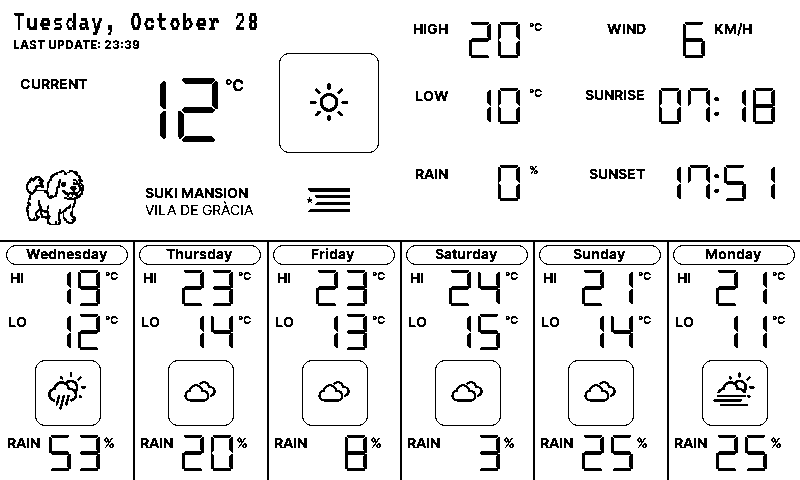 Tuesday, October 28
LAST UPDATE: 23:39
CURRENT 12 °C
SUKI MANSION
VILA DE GRÀCIA
HIGH 20 °C
LOW 10 °C
RAIN 0 %
WIND 6 KM/H
SUNRISE 07:18
SUNSET 17:51
Wednesday
HI 19 °C
LO 12 °C
RAIN 53 %
Thursday
HI 23 °C
LO 14 °C
RAIN 20 %
Friday
HI 23 °C
LO 13 °C
RAIN 8 %
Saturday
HI 24 °C
LO 15 °C
RAIN 3 %
Sunday
HI 21 °C
LO 14 °C
RAIN 25 %
Monday
HI 21 °C
LO 11 °C
RAIN 25 %